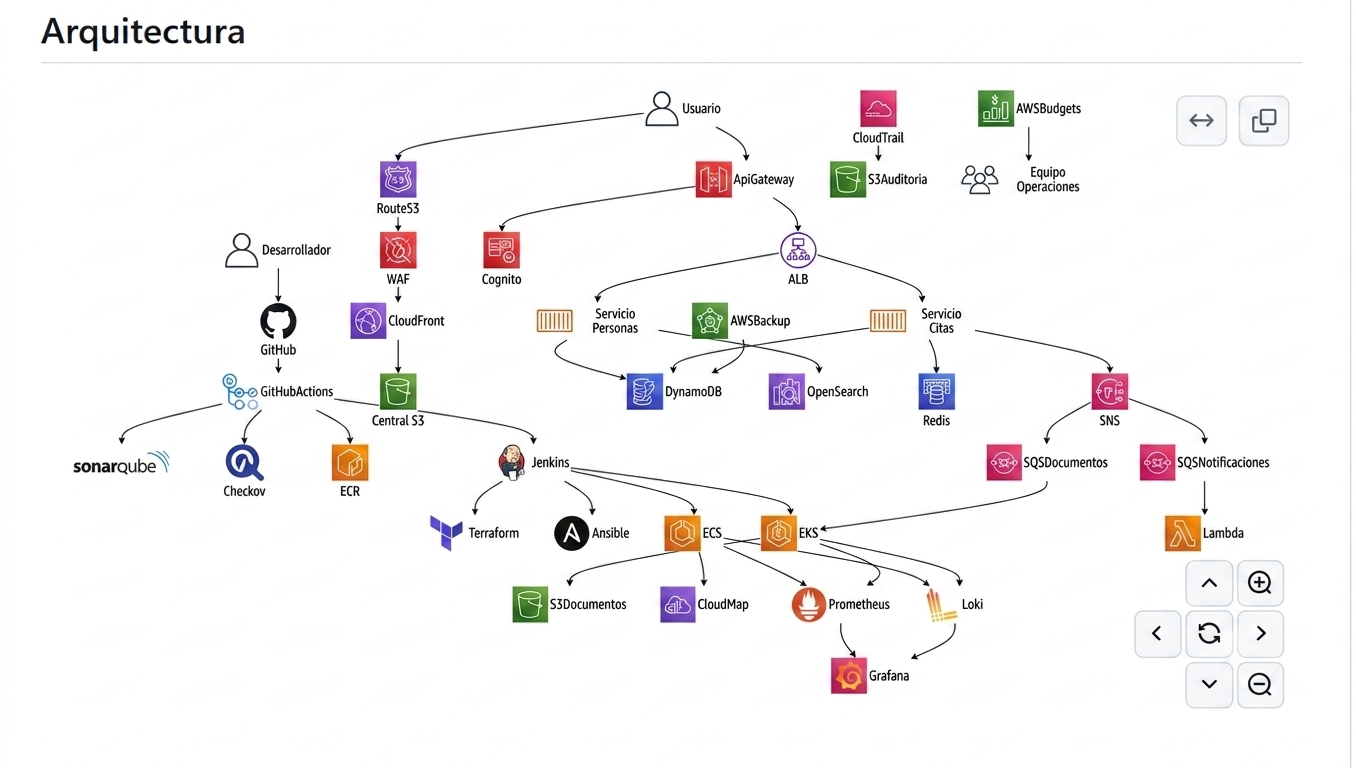 Arquitectura
Usuario
CloudTrail
AWSBudgets
RouteS3
ApiGateway
S3Auditoria
Equipo
Operaciones
Desarrollador
WAF
Cognito
ALB
GitHub
CloudFront
Servicio
Personas
AWSBackup
Servicio
Citas
GitHubActions
Central S3
DynamoDB
OpenSearch
Redis
SNS
sonarqube
Checkov
ECR
Jenkins
SQSDocumentos
SQSNotificaciones
Terraform
Ansible
ECS
EKS
Lambda
S3Documentos
CloudMap
Prometheus
Loki
Grafana